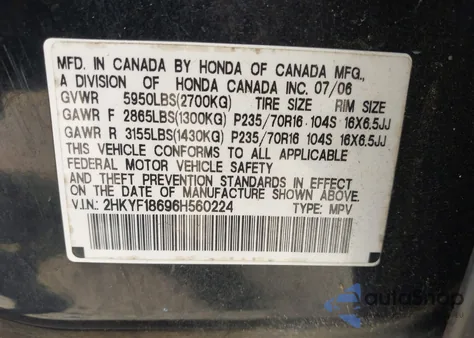 MFD. IN CANADA BY HONDA OF CANADA MFG.,
A DIVISION OF HONDA CANADA INC. 07/06
GVWR 5950LBS(2700KG) TIRE SIZE RIM SIZE
GAWR F 2865LBS(1300KG) P235/70R16 104S 16X6.5JJ
GAWR R 3155LBS(1430KG) P235/70R16 104S 16X6.5JJ
THIS VEHICLE CONFORMS TO ALL APPLICABLE
FEDERAL MOTOR VEHICLE SAFETY
AND THEFT PREVENTION STANDARDS IN EFFECT
ON THE DATE OF MANUFACTURE SHOWN ABOVE.
V.I.N.: 2HKYF18696H560224 TYPE: MPV
autoShop